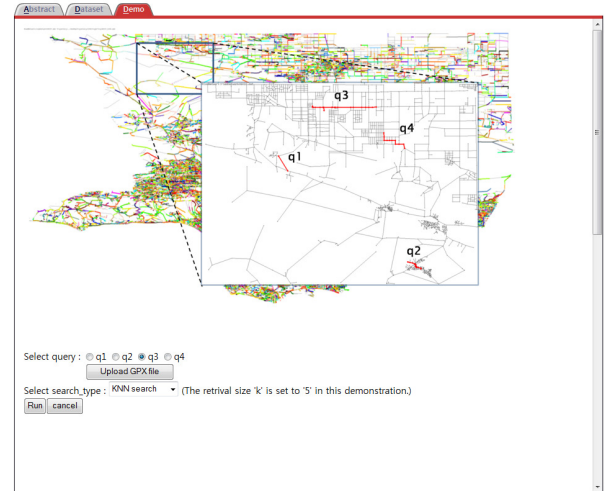 Abstract Dataset Demo
q3
q4
q1
q2
Select query : q1 q2 q3 q4
Upload GPX file
Select search_type : KNN search (The retrival size 'k' is set to '5' in this demonstration.)
Run cancel